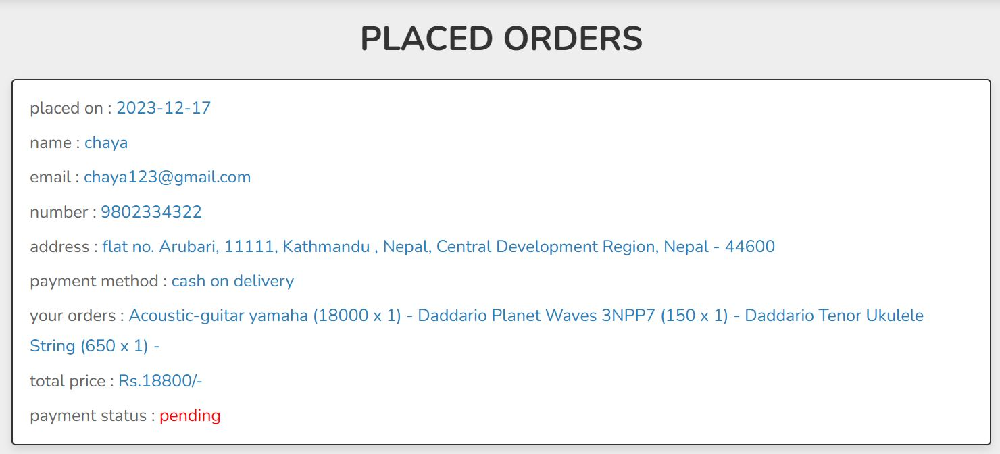 PLACED ORDERS
placed on : 2023-12-17
name : chaya
email : chaya123@gmail.com
number : 9802334322
address : flat no. Arubari, 11111, Kathmandu , Nepal, Central Development Region, Nepal - 44600
payment method : cash on delivery
your orders : Acoustic-guitar yamaha (18000 x 1) - Daddario Planet Waves 3NPP7 (150 x 1) - Daddario Tenor Ukulele
String (650 x 1) -
total price : Rs.18800/-
payment status : pending